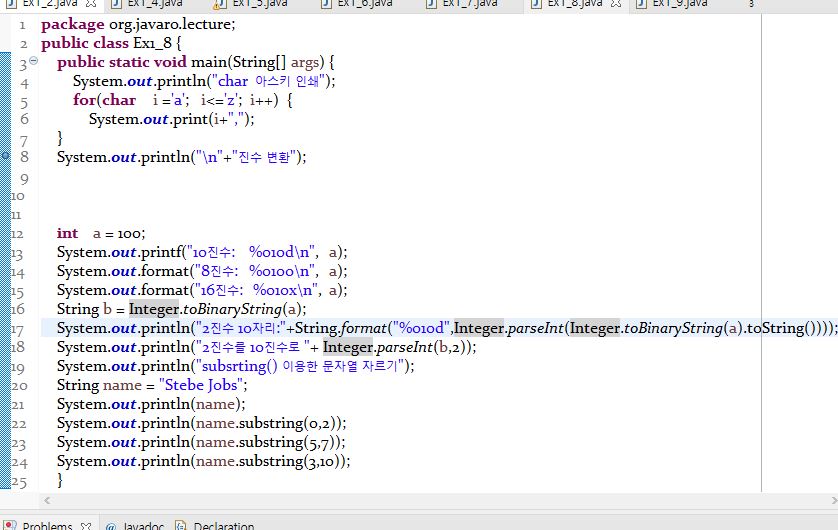 Ex1_2.java Ex1_4.java Ex1_5.java Ex1_6.java Ex1_7.java Ex1_8.java Ex1_9.java 3
1 package org.javaro.lecture;
2 public class Ex1_8 {
3 public static void main(String[] args) {
4 System.out.println("char 아스키 인쇄");
5 for(char i ='a'; i<='z'; i++) {
6 System.out.print(i+",");
7 }
8 System.out.println("\n"+"진수 변환");
9
10
11
12 int a = 100;
13 System.out.printf("10진수: %010d\n", a);
14 System.out.format("8진수: %010o\n", a);
15 System.out.format("16진수: %010x\n", a);
16 String b = Integer.toBinaryString(a);
17 System.out.println("2진수 10자리:"+String.format("%010d",Integer.parseInt(Integer.toBinaryString(a).toString())));
18 System.out.println("2진수를 10진수로 "+ Integer.parseInt(b,2));
19 System.out.println("subsrting() 이용한 문자열 자르기");
20 String name = "Stebe Jobs";
21 System.out.println(name);
22 System.out.println(name.substring(0,2));
23 System.out.println(name.substring(5,7));
24 System.out.println(name.substring(3,10));
25 }
Problems @ Javadoc Declaration